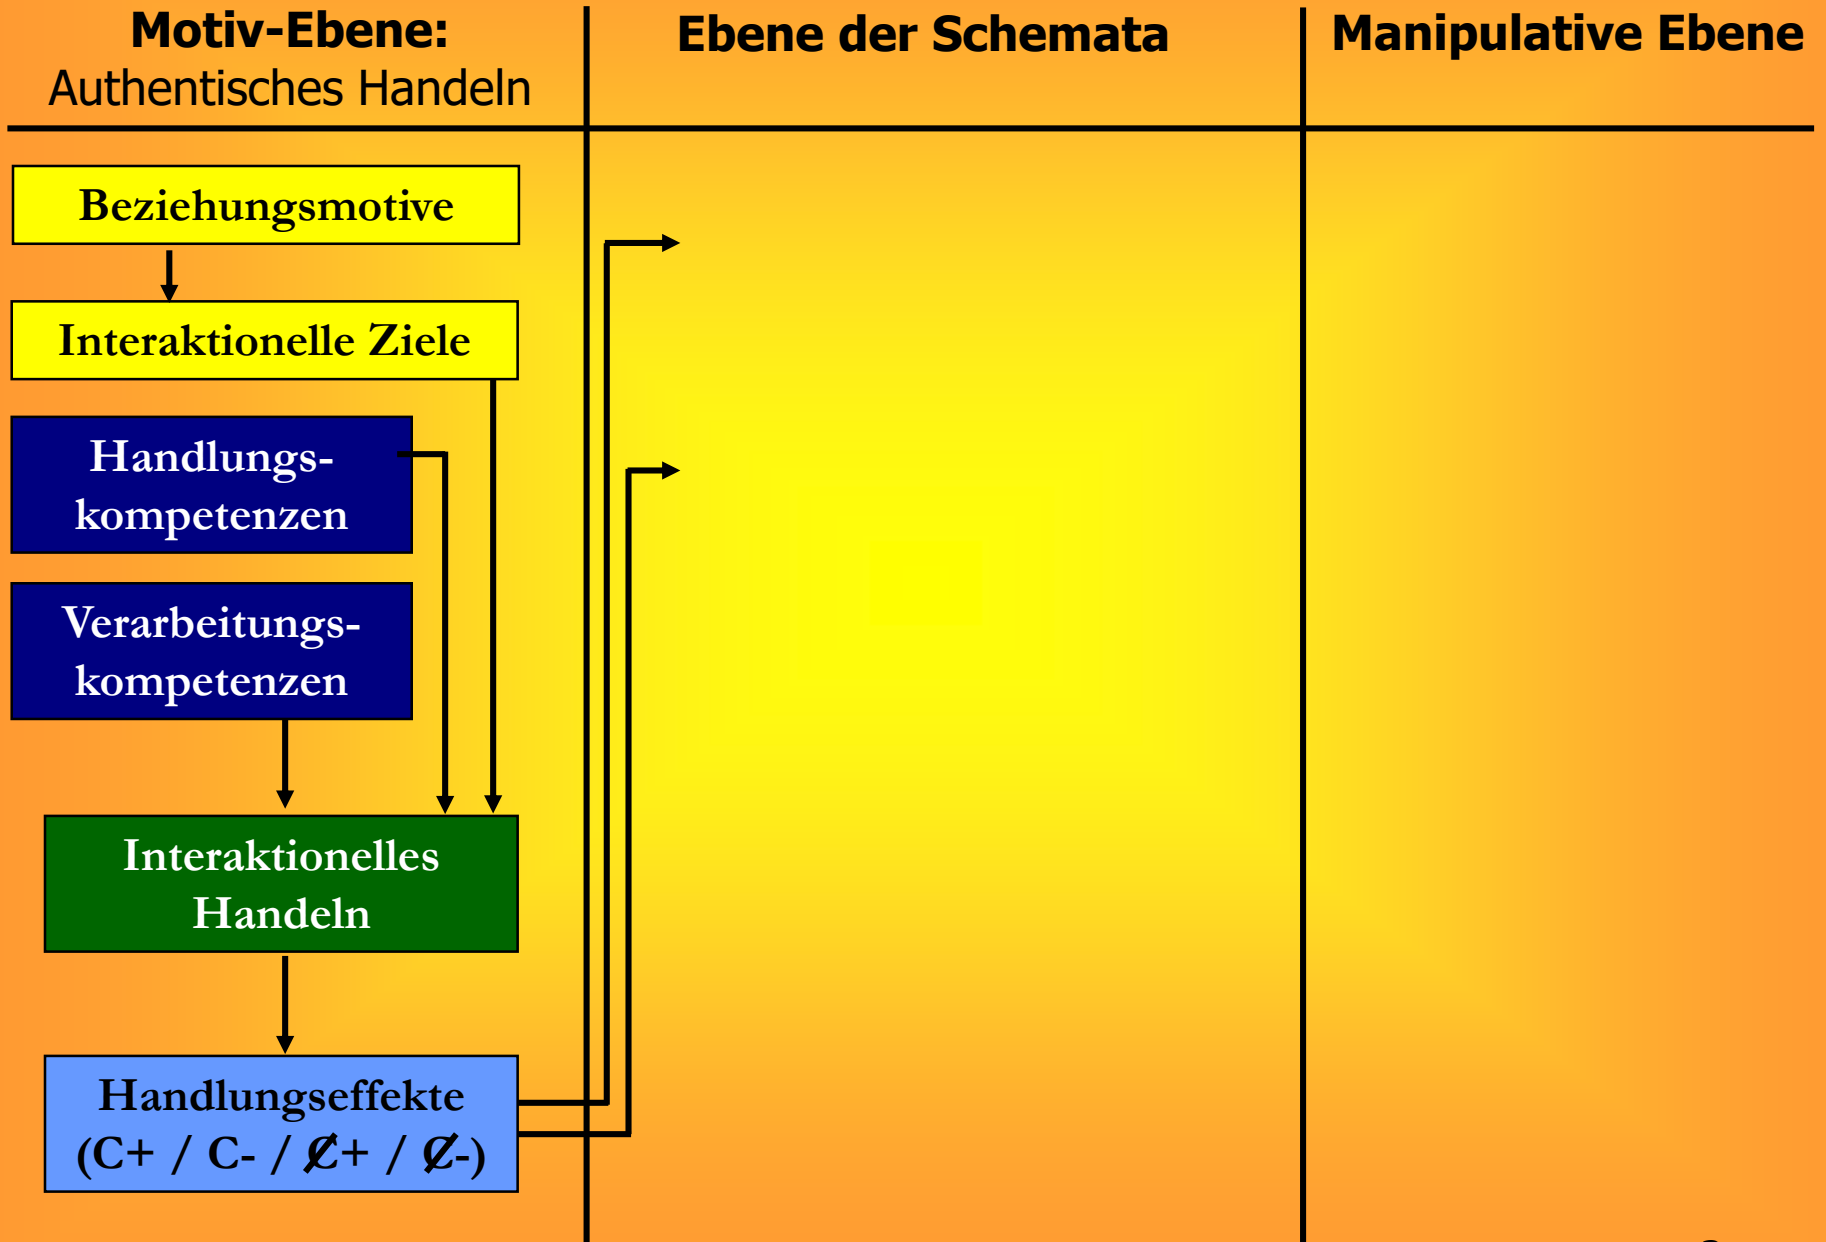 Motiv-Ebene:
Authentisches Handeln
Ebene der Schemata
Manipulative Ebene
Beziehungsmotive
Interaktionelle Ziele
Handlungs-
kompetenzen
Verarbeitungs-
kompetenzen
Interaktionelles
Handeln
Handlungseffekte
(C+ / C- / C̸+ / C̸-)